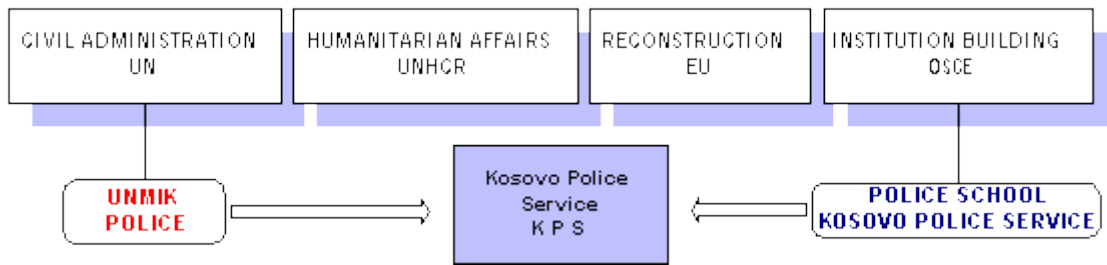 CIVIL ADMINISTRATION
UN
HUMANITARIAN AFFAIRS
UNHCR
RECONSTRUCTION
EU
INSTITUTION BUILDING
OSCE
UNMIK
POLICE
Kosovo Police
Service
K P S
POLICE SCHOOL
KOSOVO POLICE SERVICE